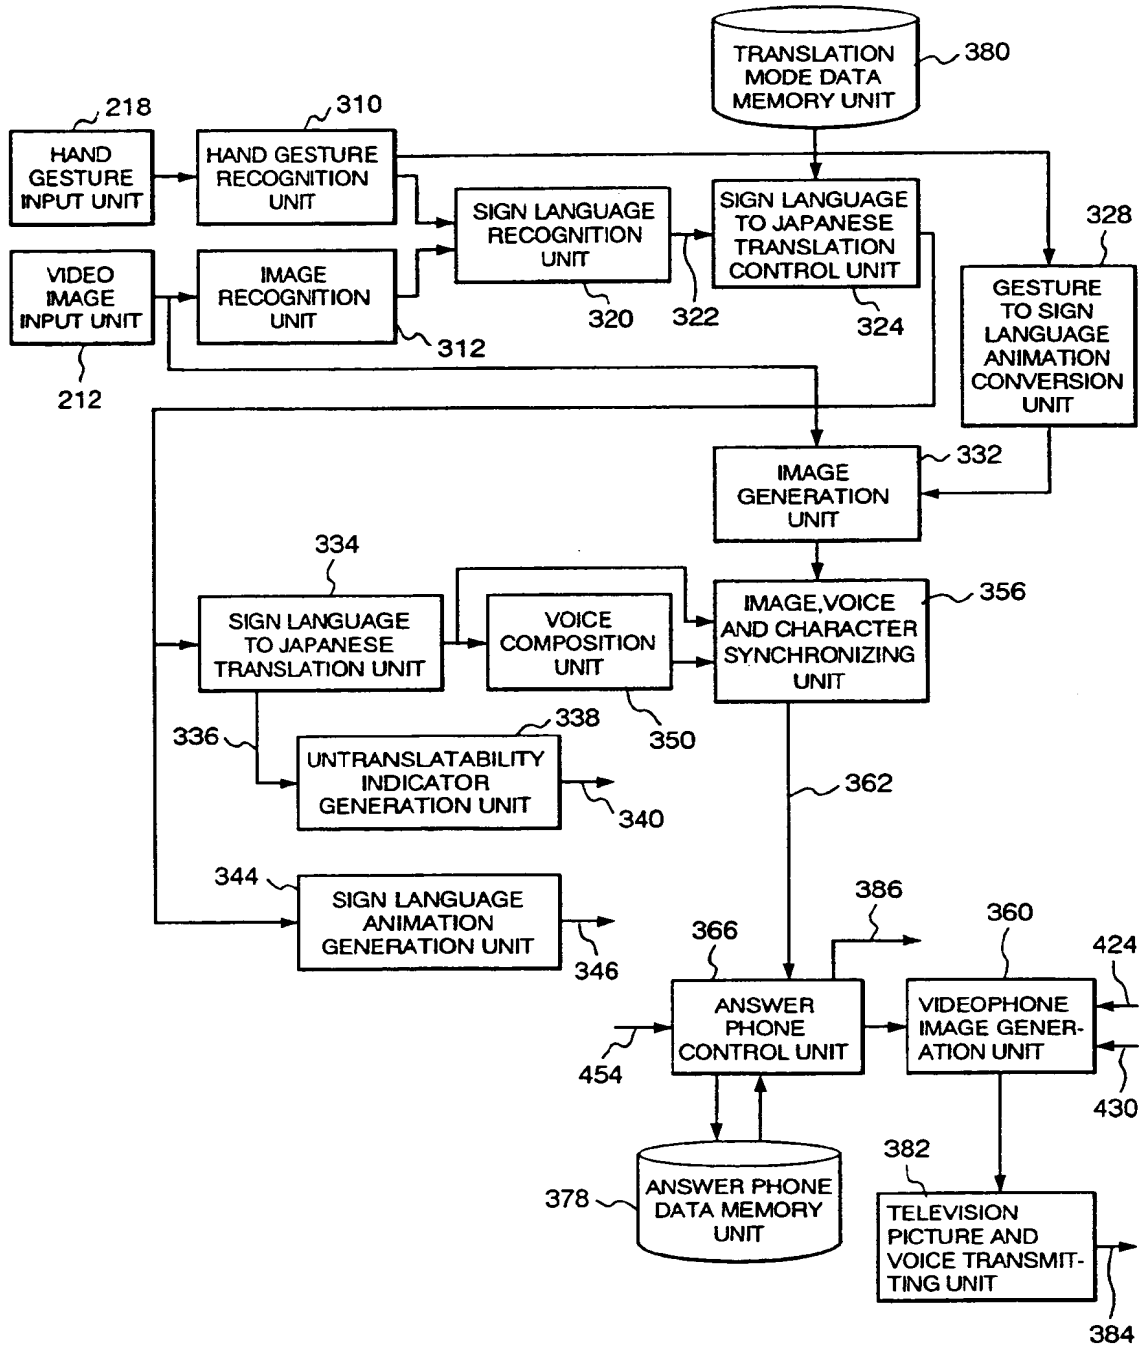 TRANSLATION
MODE DATA
MEMORY UNIT
380
218
HAND
GESTURE
INPUT UNIT
310
HAND GESTURE
RECOGNITION
UNIT
SIGN LANGUAGE
RECOGNITION
UNIT
320
322
SIGN LANGUAGE
TO JAPANESE
TRANSLATION
CONTROL UNIT
324
328
GESTURE
TO SIGN
LANGUAGE
ANIMATION
CONVERSION
UNIT
VIDEO
IMAGE
INPUT UNIT
212
IMAGE
RECOGNITION
UNIT
312
332
IMAGE
GENERATION
UNIT
334
SIGN LANGUAGE
TO JAPANESE
TRANSLATION UNIT
VOICE
COMPOSITION
UNIT
350
IMAGE,VOICE
AND CHARACTER
SYNCHRONIZING
UNIT
356
336
338
UNTRANSLATABILITY
INDICATOR
GENERATION UNIT
340
362
344
SIGN LANGUAGE
ANIMATION
GENERATION UNIT
346
366
386
360
ANSWER
PHONE
CONTROL UNIT
454
VIDEOPHONE
IMAGE GENER-
ATION UNIT
424
430
378
ANSWER PHONE
DATA MEMORY
UNIT
382
TELEVISION
PICTURE AND
VOICE TRANSMIT-
TING UNIT
384